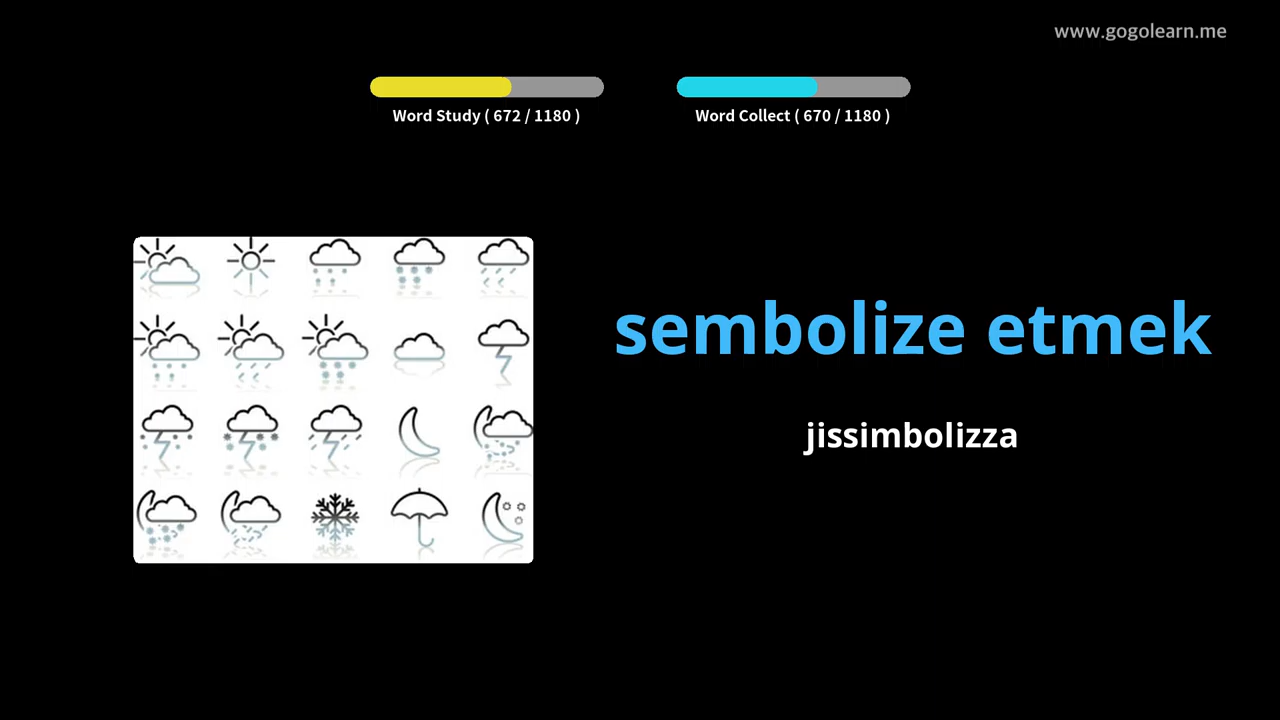 www.gogolearn.me
Word Study ( 672 / 1180 )
Word Collect ( 670 / 1180 )
sembolize etmek
jissimbolizza